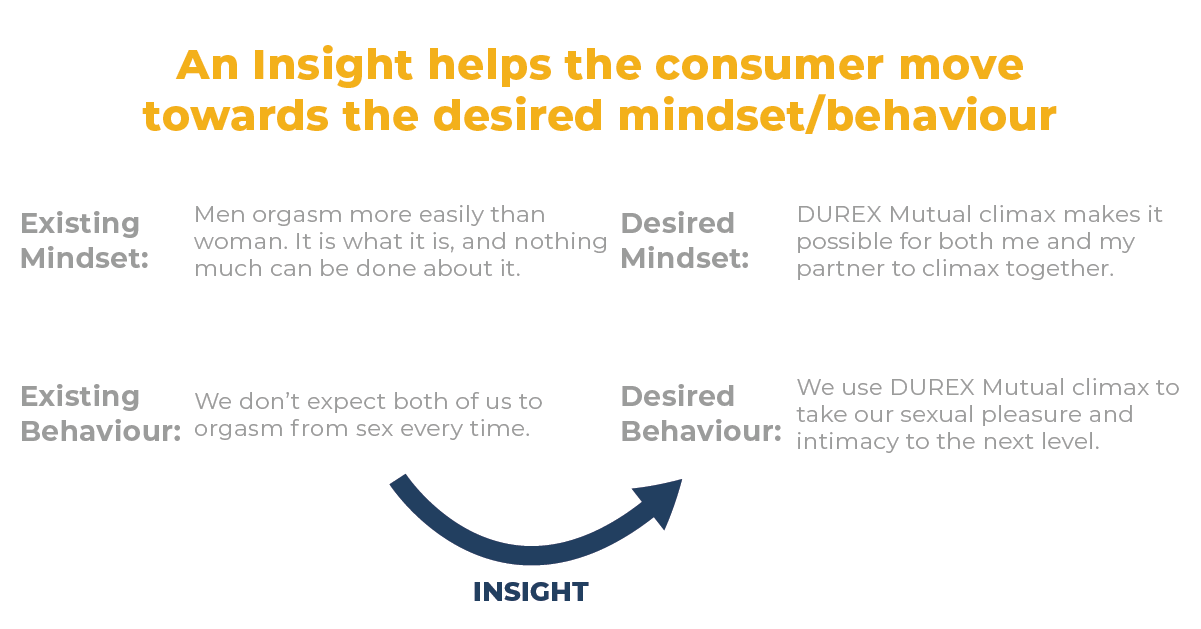 An Insight helps the consumer move
towards the desired mindset/behaviour
Existing
Mindset:
Men orgasm more easily than
woman. It is what it is, and nothing
much can be done about it.
Desired
Mindset:
DUREX Mutual climax makes it
possible for both me and my
partner to climax together.
Existing
Behaviour:
We don’t expect both of us to
orgasm from sex every time.
Desired
Behaviour:
We use DUREX Mutual climax to
take our sexual pleasure and
intimacy to the next level.
INSIGHT